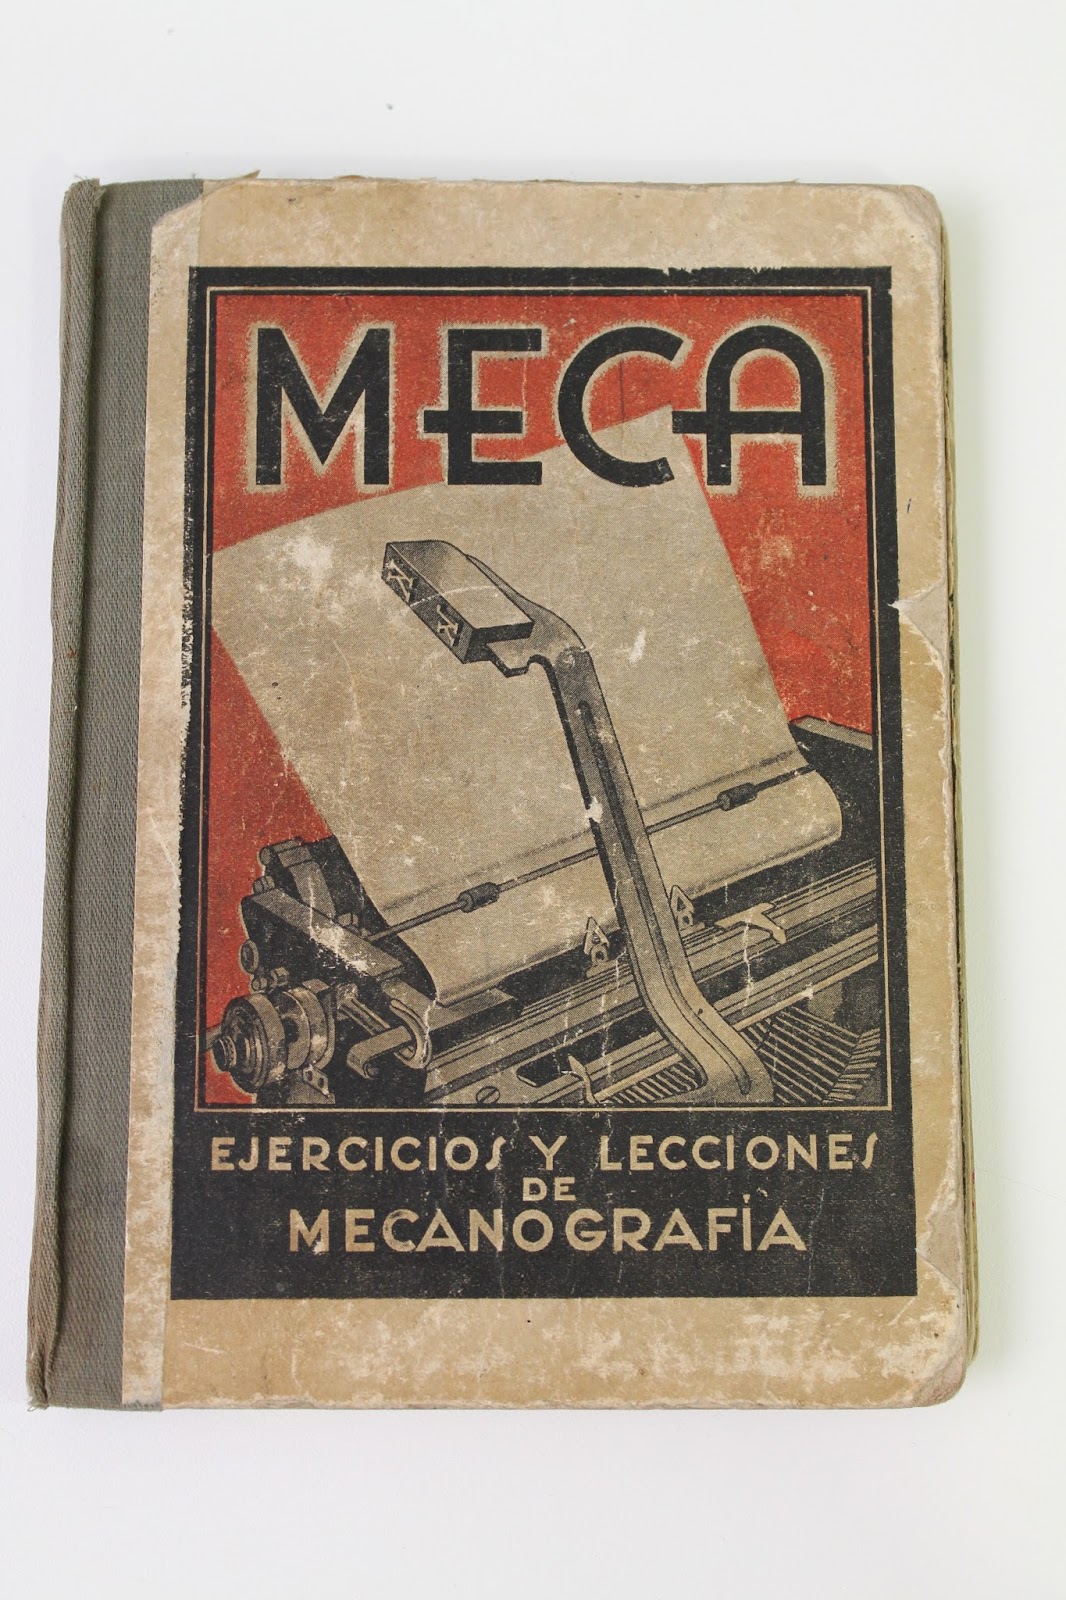 MECA
K
K
EJERCICIOS Y LECCIONES
DE
MECANOGRAFÍA